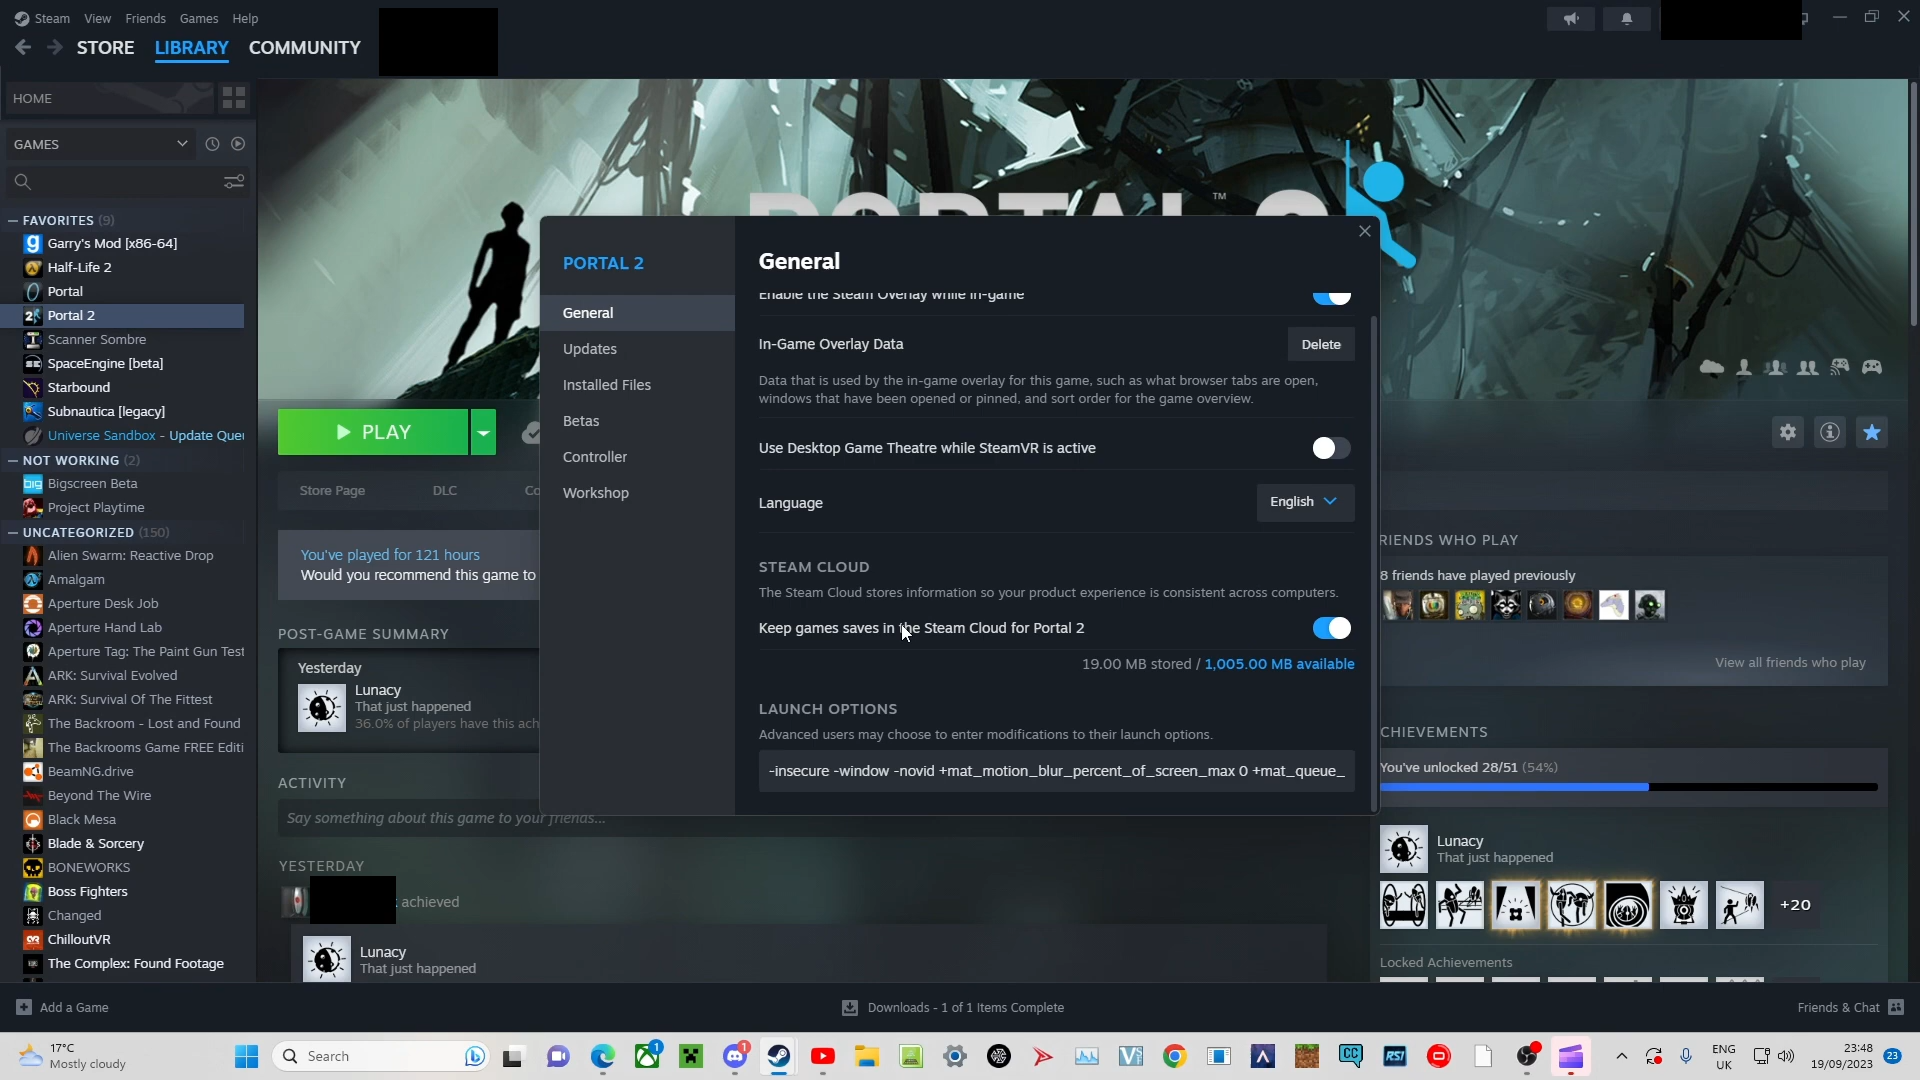 Steam View Friends Games Help
STORE LIBRARY COMMUNITY
HOME
GAMES
FAVORITES (9)
Garry's Mod [x86-64]
Half-Life 2
Portal
Portal 2
Scanner Sombre
SpaceEngine [beta]
Starbound
Subnautica [legacy]
Universe Sandbox - Update Queu
NOT WORKING (2)
Bigscreen Beta
Project Playtime
UNCATEGORIZED (150)
Alien Swarm: Reactive Drop
Amalgam
Aperture Desk Job
Aperture Hand Lab
Aperture Tag: The Paint Gun Test
ARK: Survival Evolved
ARK: Survival Of The Fittest
The Backroom - Lost and Found
The Backrooms Game FREE Editi
BeamNG.drive
Beyond The Wire
Black Mesa
Blade & Sorcery
BONEWORKS
Boss Fighters
Changed
ChilloutVR
The Complex: Found Footage
PORTAL 2 ™
PLAY
Store Page DLC Co
You've played for 121 hours
Would you recommend this game to
POST-GAME SUMMARY
Yesterday
Lunacy
That just happened
36.0% of players have this ach
ACTIVITY
Say something about this game to your friends...
YESTERDAY
achieved
Lunacy
That just happened
PORTAL 2
General
Updates
Installed Files
Betas
Controller
Workshop
General
Enable the Steam Overlay while in-game
In-Game Overlay Data
Delete
Data that is used by the in-game overlay for this game, such as what browser tabs are open,
windows that have been opened or pinned, and sort order for the game overview.
Use Desktop Game Theatre while SteamVR is active
Language
English
STEAM CLOUD
The Steam Cloud stores information so your product experience is consistent across computers.
Keep games saves in the Steam Cloud for Portal 2
19.00 MB stored / 1,005.00 MB available
LAUNCH OPTIONS
Advanced users may choose to enter modifications to their launch options.
-insecure -window -novid +mat_motion_blur_percent_of_screen_max 0 +mat_queue_
RIENDS WHO PLAY
8 friends have played previously
View all friends who play
CHIEVEMENTS
You've unlocked 28/51 (54%)
Lunacy
That just happened
+20
Locked Achievements
Add a Game
Downloads - 1 of 1 Items Complete
Friends & Chat
17°C
Mostly cloudy
Search
1
1
ENG
UK
23:48
19/09/2023
23